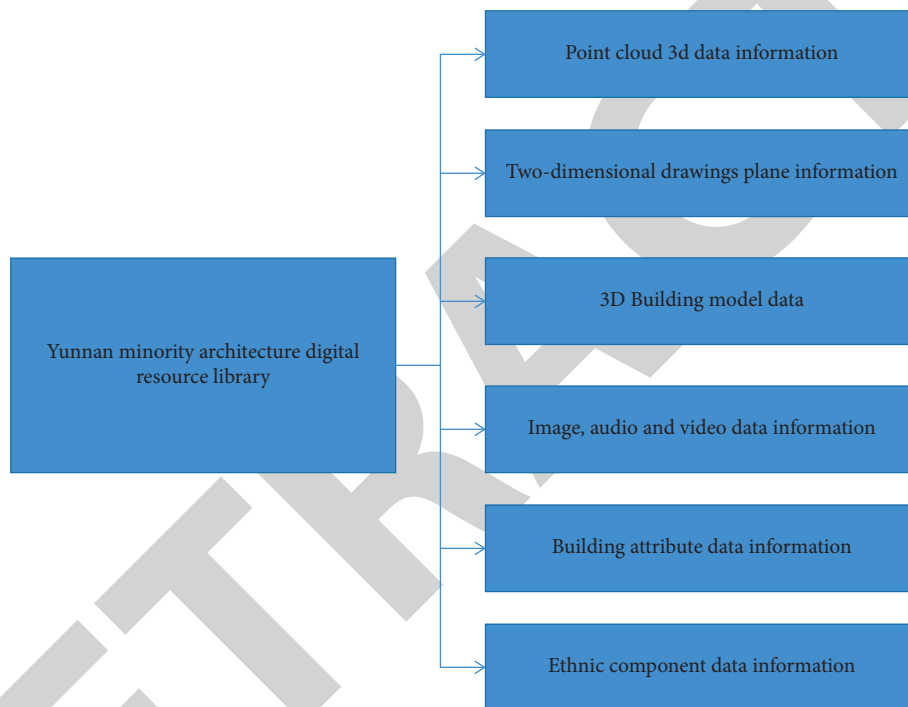 Yunnan minority architecture digital
resource library
Point cloud 3d data information
Two-dimensional drawings plane information
3D Building model data
Image, audio and video data information
Building attribute data information
Ethnic component data information